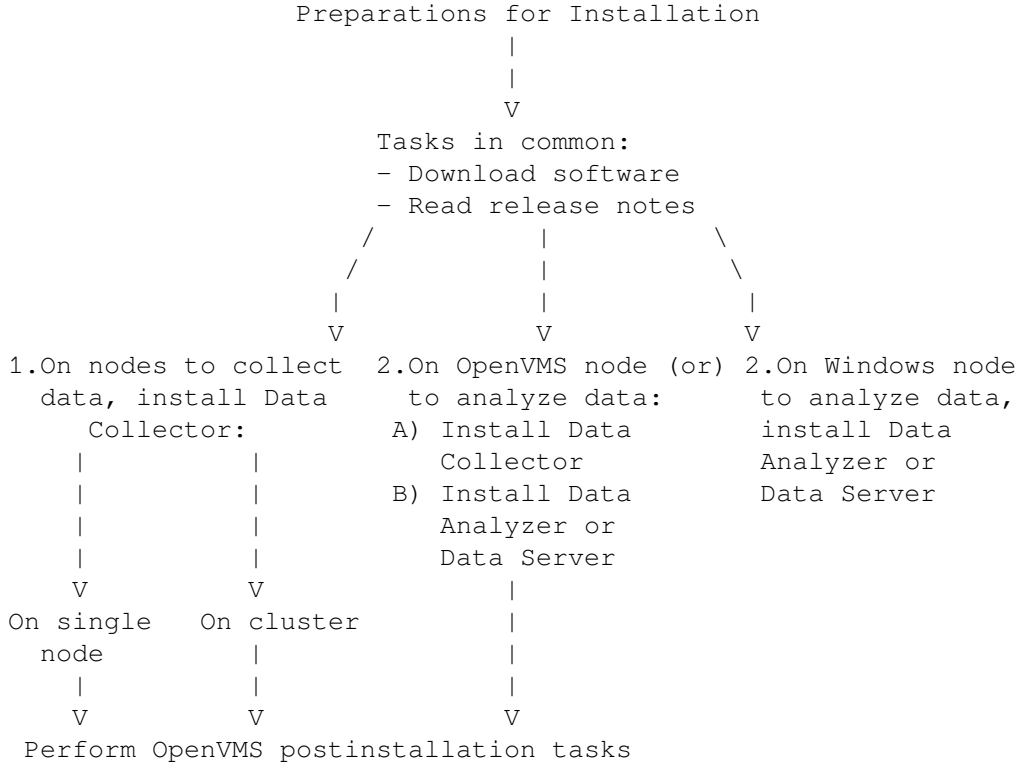 Preparations for Installation
|
|
V
Tasks in common:
- Download software
- Read release notes
/ | \
/ | \
| | |
V V V
1.On nodes to collect 2.On OpenVMS node (or) 2.On Windows node
data, install Data to analyze data: to analyze data,
Collector: A) Install Data install Data
| | Collector Analyzer or
| | B) Install Data Data Server
| | Analyzer or
| | Data Server
V V |
On single On cluster |
node | |
| | |
V V V
Perform OpenVMS postinstallation tasks